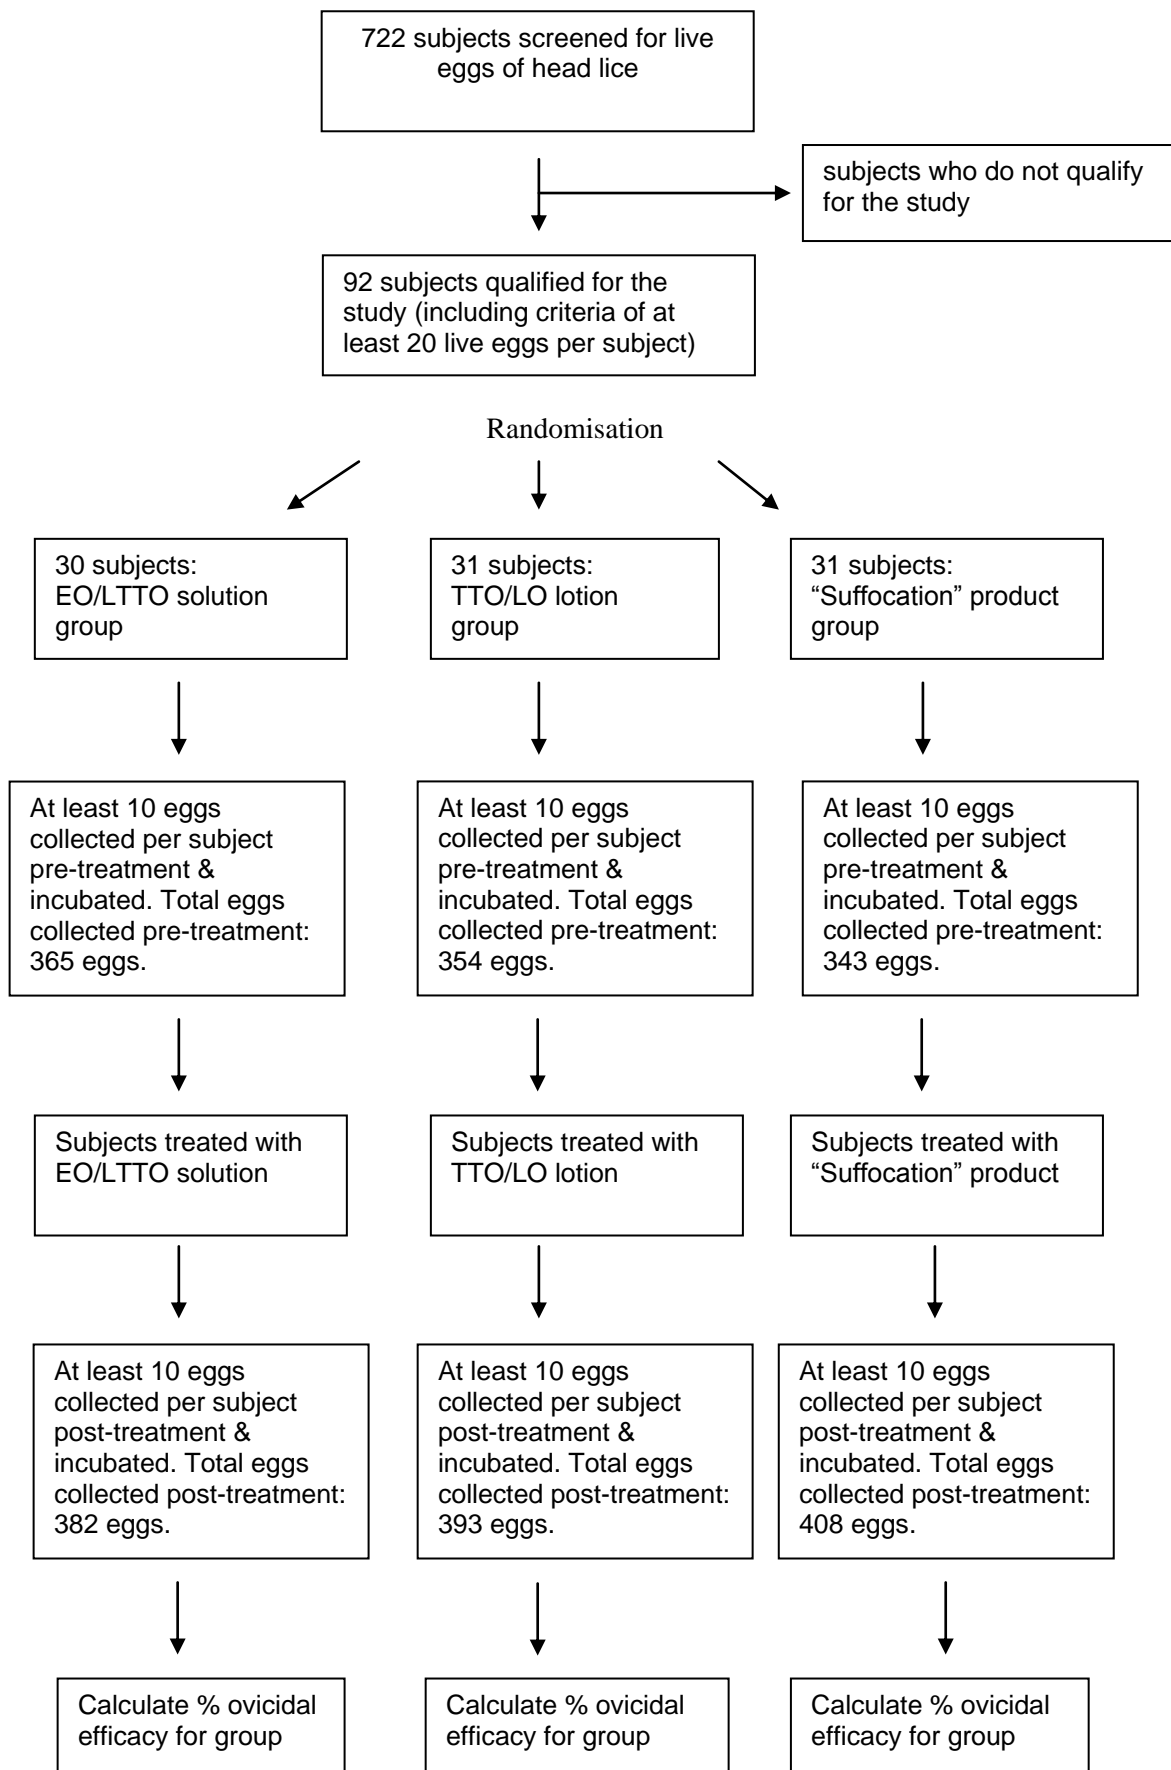 722 subjects screened for live
eggs of head lice
subjects who do not qualify
for the study
92 subjects qualified for the
study (including criteria of at
least 20 live eggs per subject)
Randomisation
30 subjects:
EO/LTTO solution
group
31 subjects:
TTO/LO lotion
group
31 subjects:
“Suffocation” product
group
At least 10 eggs
collected per subject
pre-treatment &
incubated. Total eggs
collected pre-treatment:
365 eggs.
At least 10 eggs
collected per subject
pre-treatment &
incubated. Total eggs
collected pre-treatment:
354 eggs.
At least 10 eggs
collected per subject
pre-treatment &
incubated. Total eggs
collected pre-treatment:
343 eggs.
Subjects treated with
EO/LTTO solution
Subjects treated with
TTO/LO lotion
Subjects treated with
“Suffocation” product
At least 10 eggs
collected per subject
post-treatment &
incubated. Total eggs
collected post-treatment:
382 eggs.
At least 10 eggs
collected per subject
post-treatment &
incubated. Total eggs
collected post-treatment:
393 eggs.
At least 10 eggs
collected per subject
post-treatment &
incubated. Total eggs
collected post-treatment:
408 eggs.
Calculate % ovicidal
efficacy for group
Calculate % ovicidal
efficacy for group
Calculate % ovicidal
efficacy for group